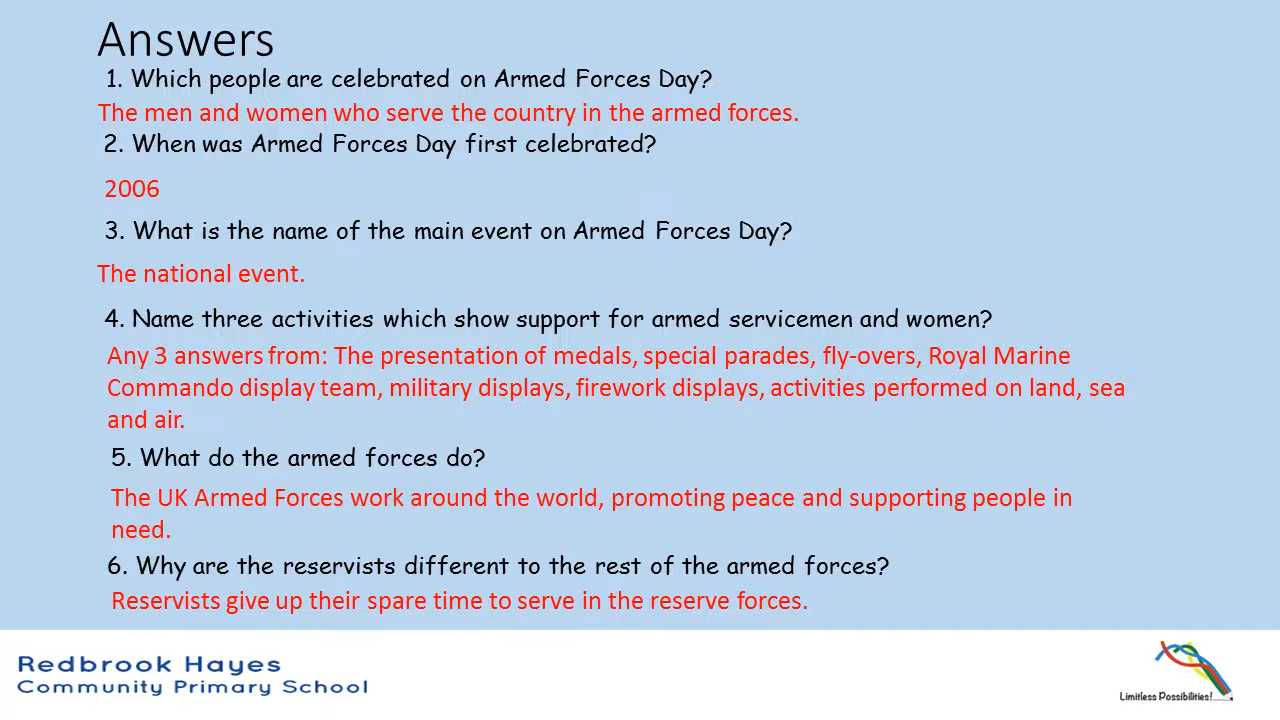 Answers
1. Which people are celebrated on Armed Forces Day?
The men and women who serve the country in the armed forces.
2. When was Armed Forces Day first celebrated?
2006
3. What is the name of the main event on Armed Forces Day?
The national event.
4. Name three activities which show support for armed servicemen and women?
Any 3 answers from: The presentation of medals, special parades, fly-overs, Royal Marine
Commando display team, military displays, firework displays, activities performed on land, sea
and air.
5. What do the armed forces do?
The UK Armed Forces work around the world, promoting peace and supporting people in
need.
6. Why are the reservists different to the rest of the armed forces?
Reservists give up their spare time to serve in the reserve forces.
Redbrook Hayes
Community Primary School
Limitless Possibilities!